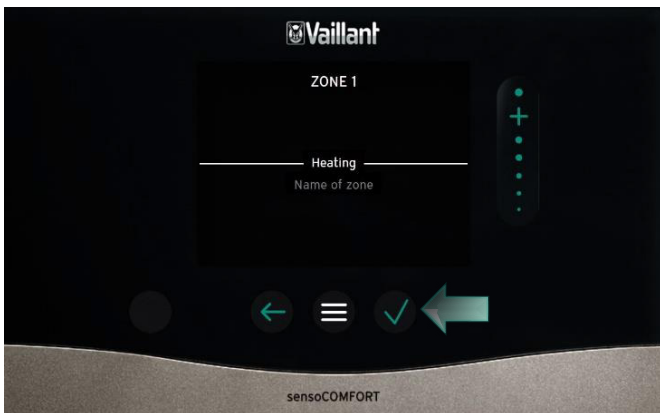 Vaillant
ZONE 1
Heating
Name of zone
sensoCOMFORT